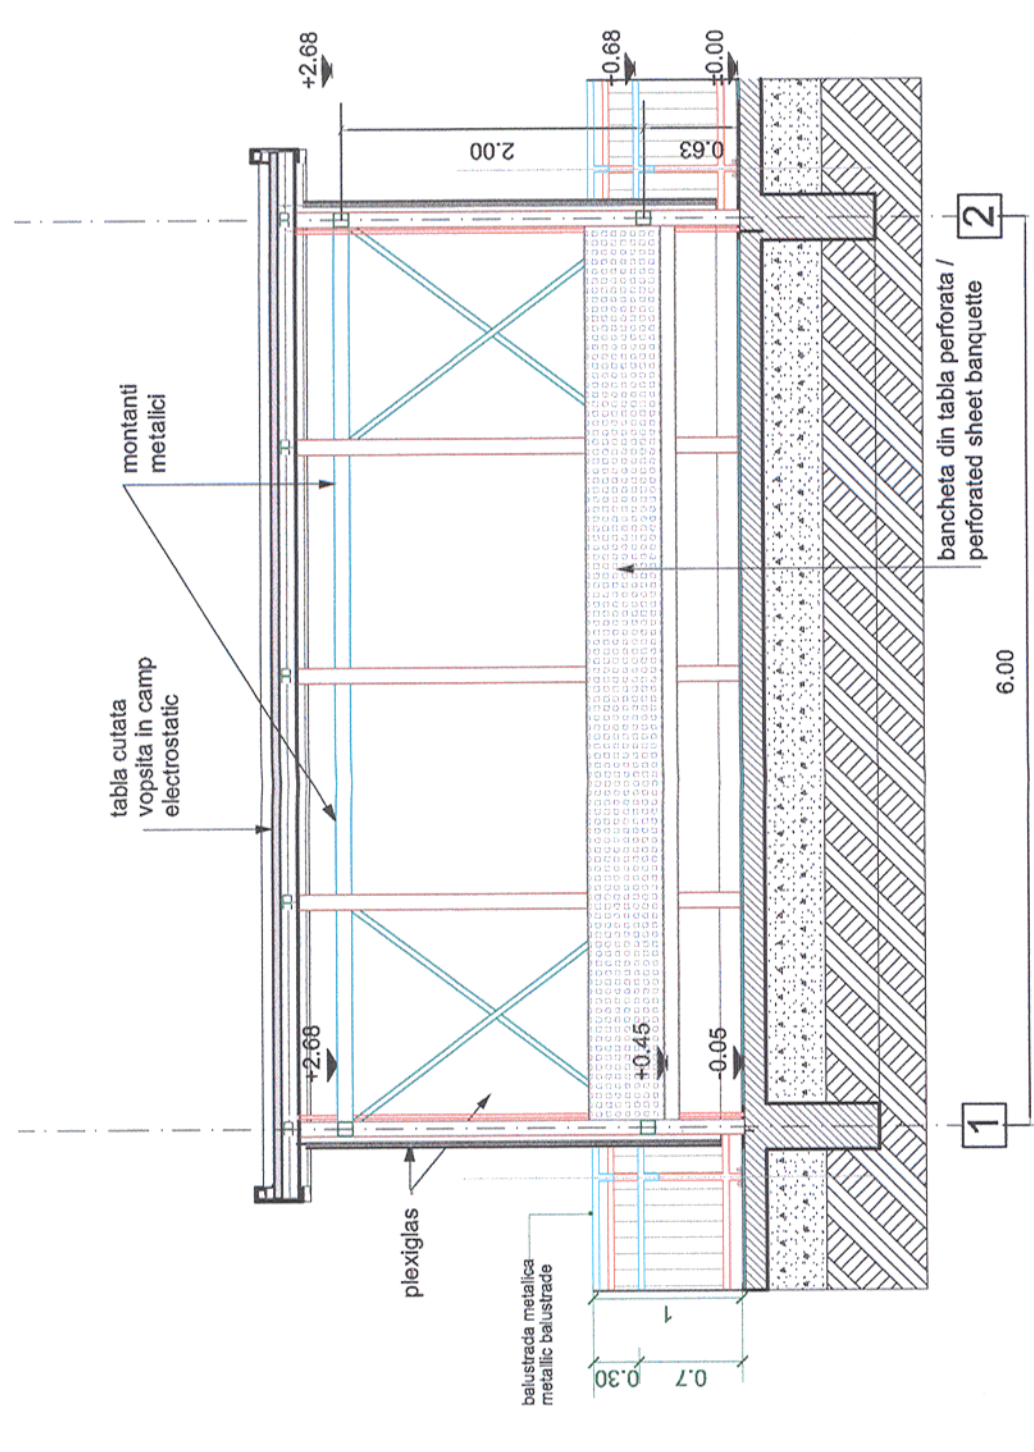 tabla cutata
vopsita in camp
electrostatic
montanti
metalici
+2.68
+2.68
2.00
+0.68
0.63
+0.00
+0.45
-0.05
plexiglas
balustrada metalica
metallic balustrade
0.30
0.7
1
bancheta din tabla perforata /
perforated sheet banquette
6.00
1
2